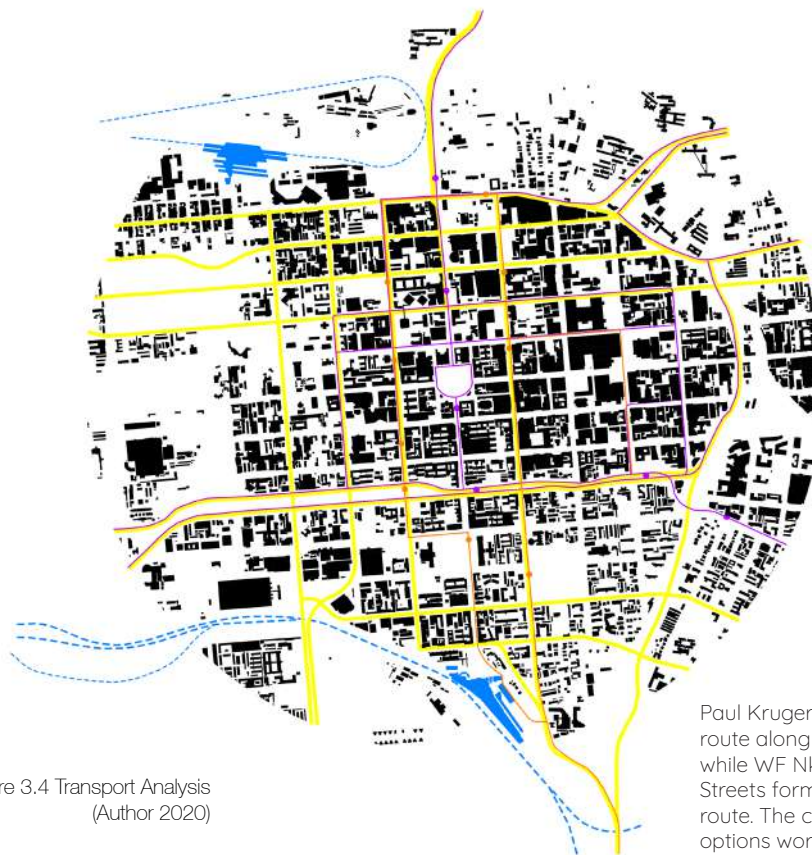 re 3.4 Transport Analysis
(Author 2020)
Paul Kruger
route along
while WF Nk
Streets form
route. The c
options wor